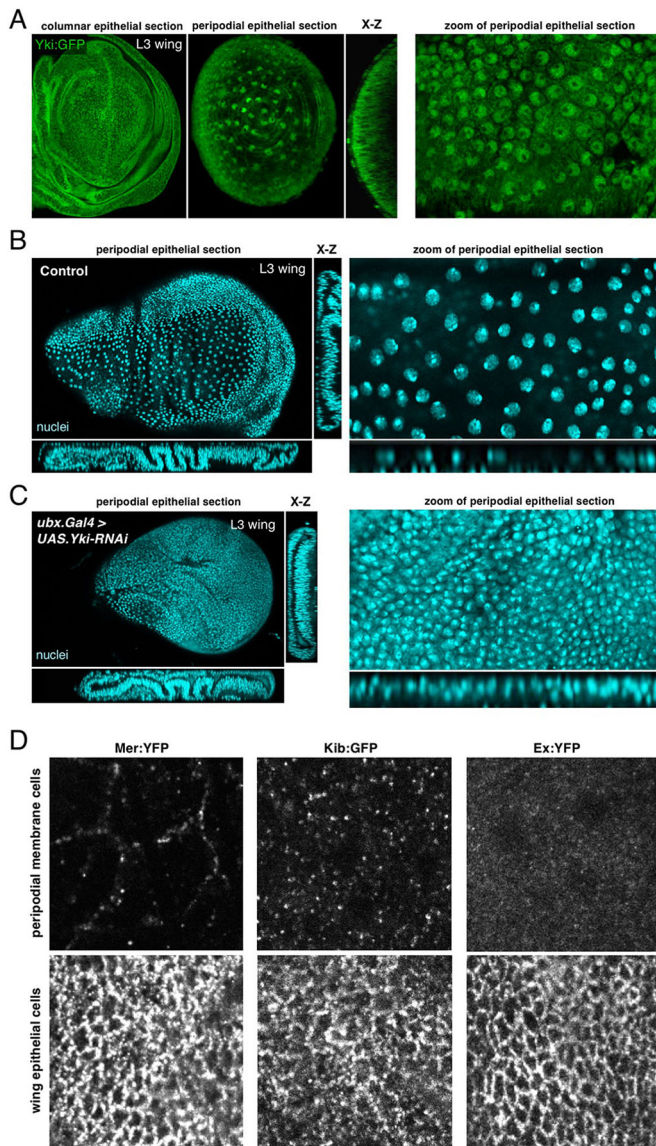 A
columnar epithelial section
peripodial epithelial section
X-Z
zoom of peripodial epithelial section
Yki:GFP
L3 wing
B
peripodial epithelial section
X-Z
zoom of peripodial epithelial section
Control
L3 wing
nuclei
C
peripodial epithelial section
X-Z
zoom of peripodial epithelial section
ubx.Gal4 >
UAS.Yki-RNAi
L3 wing
nuclei
D
Mer:YFP
Kib:GFP
Ex:YFP
peripodial membrane cells
wing epithelial cells